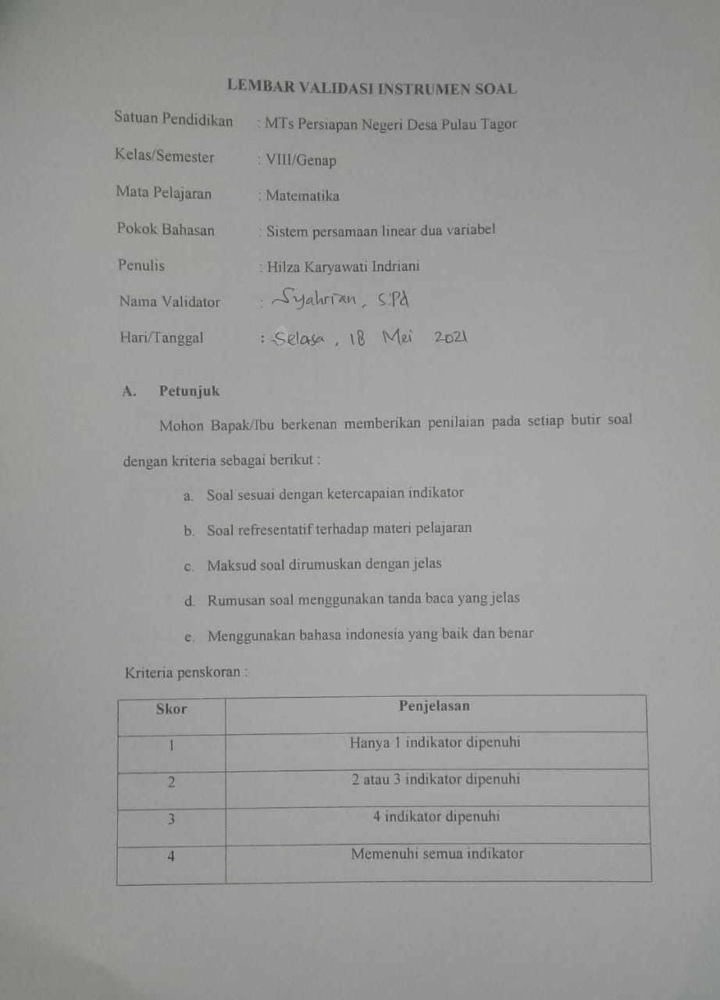 LEMBAR VALIDASI INSTRUMEN SOAL
Satuan Pendidikan : MTs Persiapan Negeri Desa Pulau Tagor
Kelas/Semester : VIII/Genap
Mata Pelajaran : Matematika
Pokok Bahasan : Sistem persamaan linear dua variabel
Penulis : Hilza Karyawati Indriani
Nama Validator : Syahrian, S.Pd
Hari/Tanggal : Selasa, 18 Mei 2021
A. Petunjuk
Mohon Bapak/Ibu berkenan memberikan penilaian pada setiap butir soal
dengan kriteria sebagai berikut :
a. Soal sesuai dengan ketercapaian indikator
b. Soal refresentatif terhadap materi pelajaran
c. Maksud soal dirumuskan dengan jelas
d. Rumusan soal menggunakan tanda baca yang jelas
e. Menggunakan bahasa indonesia yang baik dan benar
Kriteria penskoran :
Skor Penjelasan
1 Hanya 1 indikator dipenuhi
2 2 atau 3 indikator dipenuhi
3 4 indikator dipenuhi
4 Memenuhi semua indikator